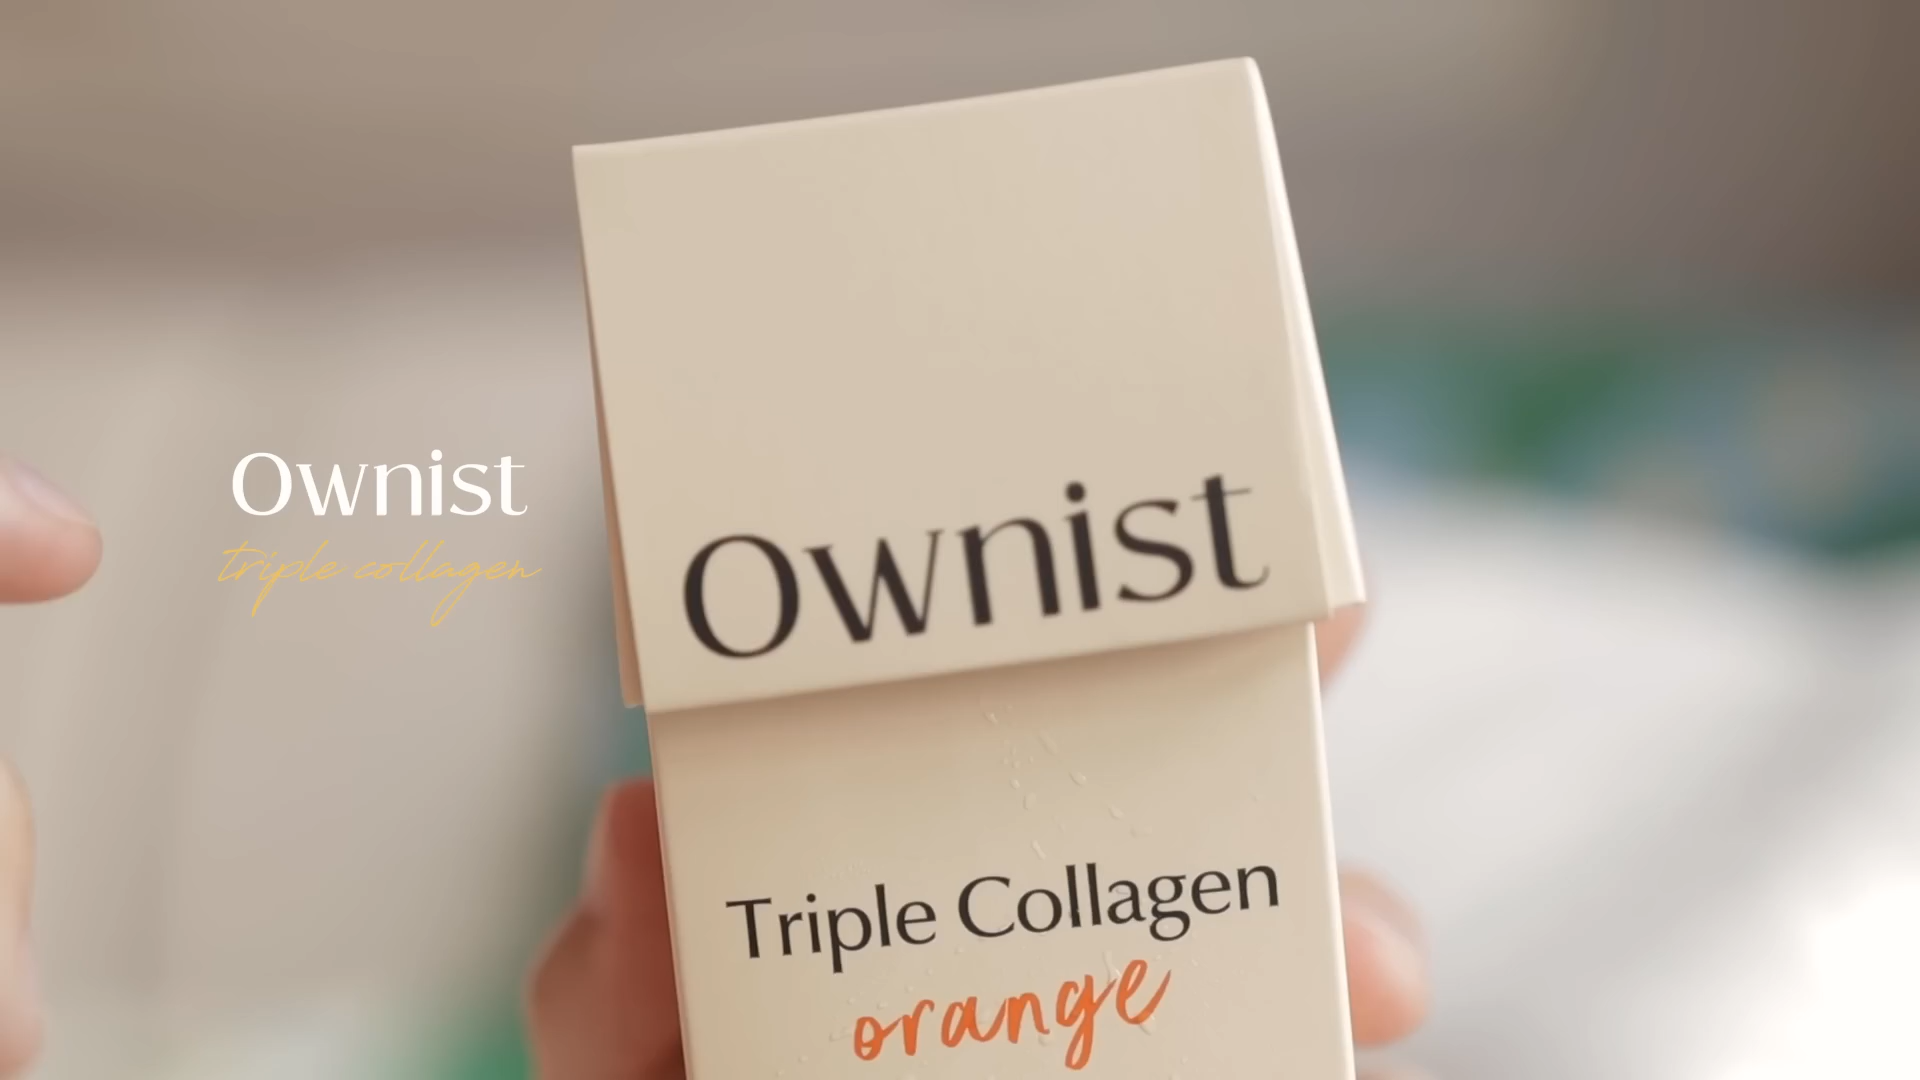 Ownist
triple collagen
Ownist
Triple Collagen
orange